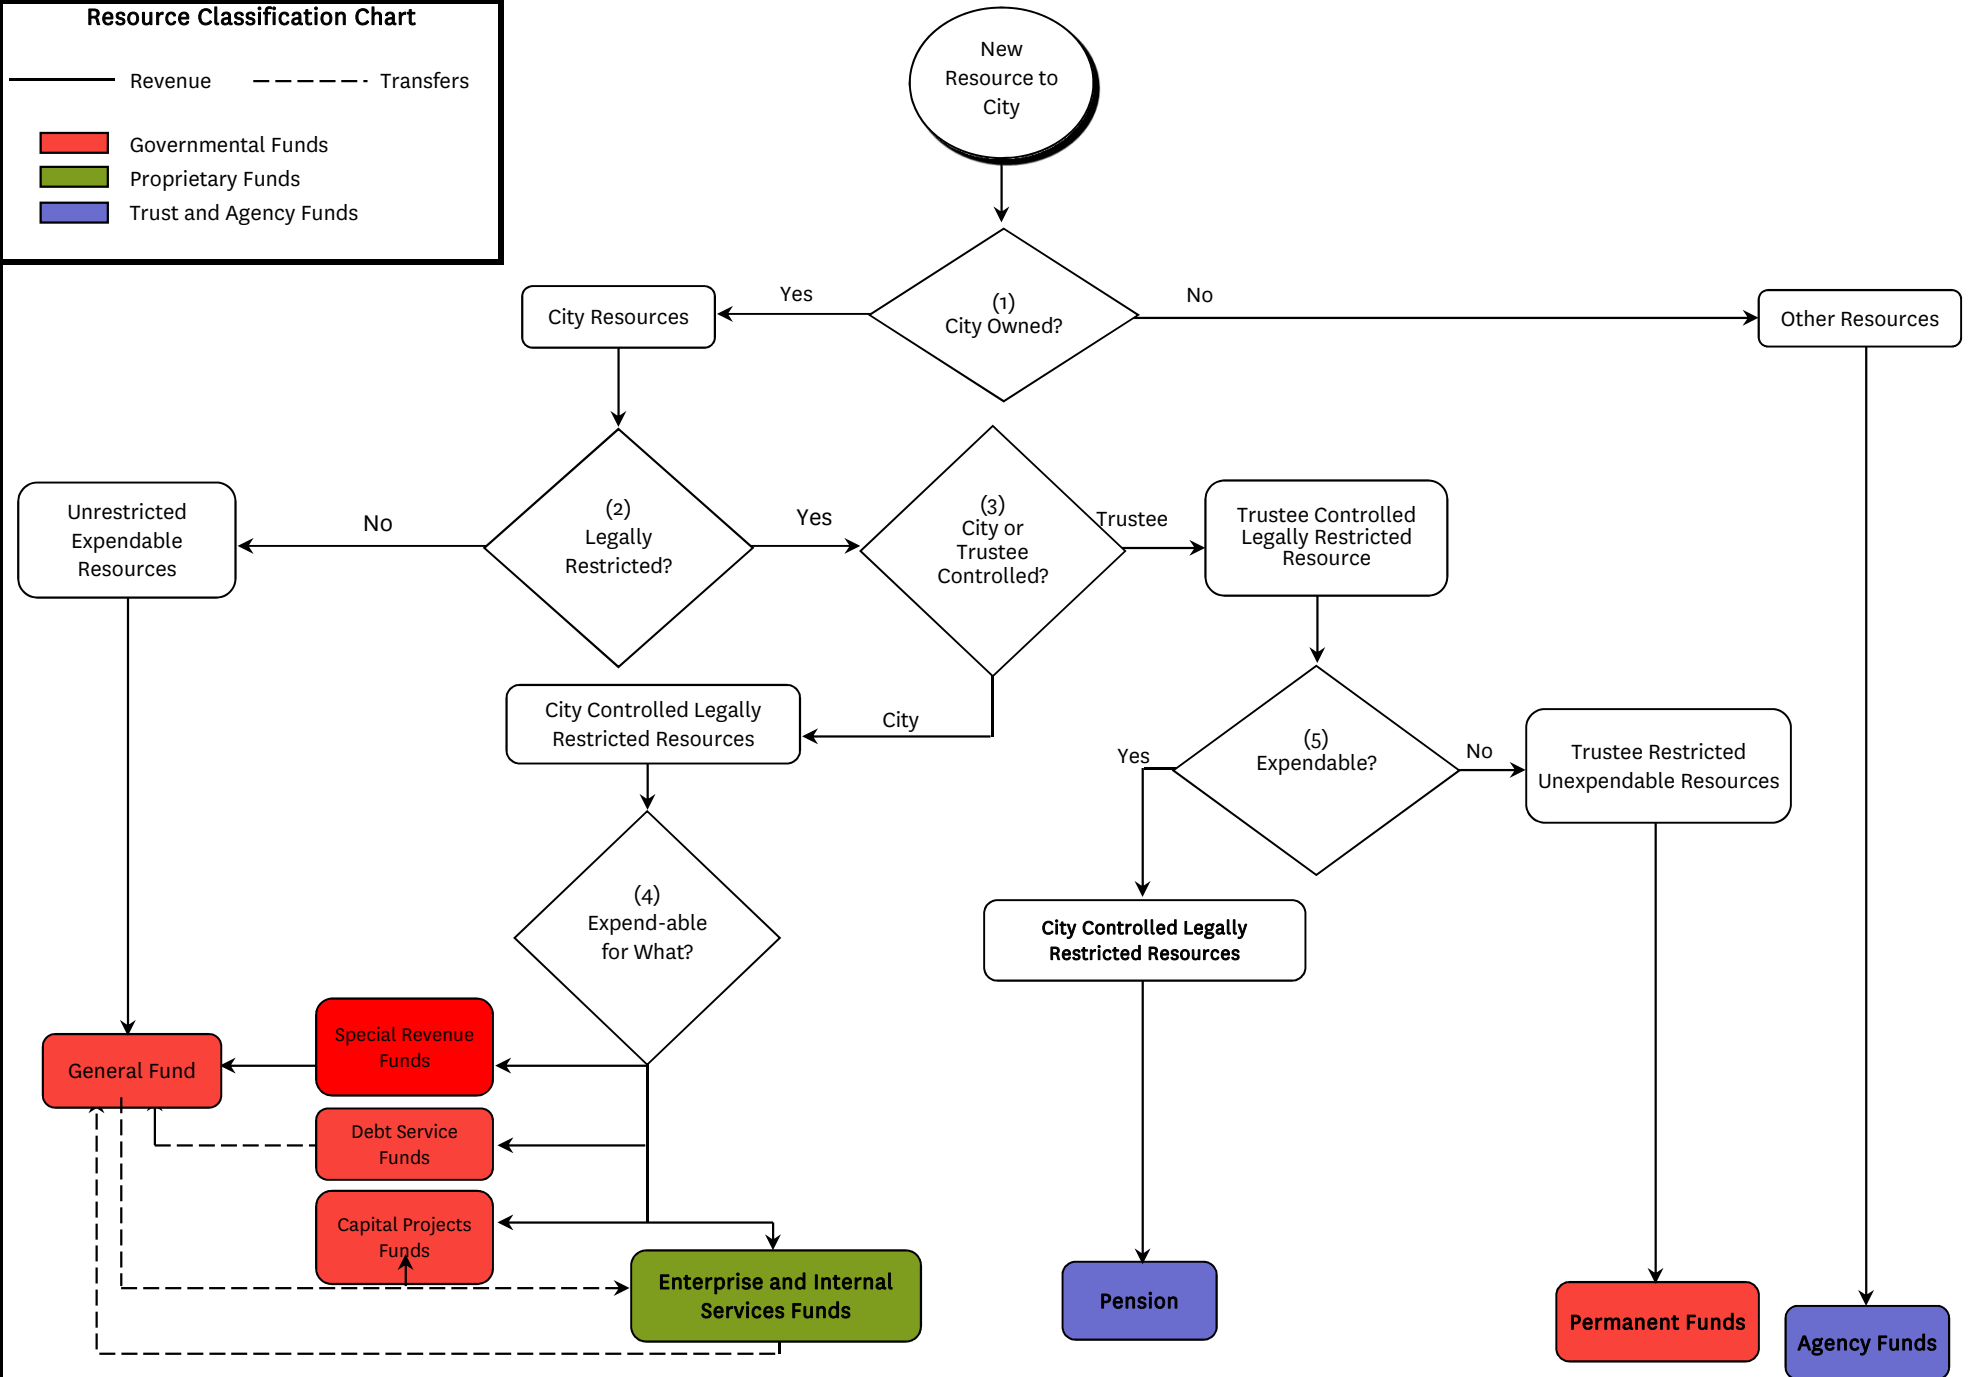 Resource Classification Chart
Revenue
Transfers
Governmental Funds
Proprietary Funds
Trust and Agency Funds
New
Resource to
City
(1)
City Owned?
Yes
No
City Resources
Other Resources
(2)
Legally
Restricted?
No
Yes
Unrestricted
Expendable
Resources
(3)
City or
Trustee
Controlled?
Trustee
Trustee Controlled
Legally Restricted
Resource
City
City Controlled Legally
Restricted Resources
(5)
Expendable?
Yes
No
Trustee Restricted
Unexpendable Resources
(4)
Expend-able
for What?
City Controlled Legally
Restricted Resources
General Fund
Special Revenue
Funds
Debt Service
Funds
Capital Projects
Funds
Enterprise and Internal
Services Funds
Pension
Permanent Funds
Agency Funds